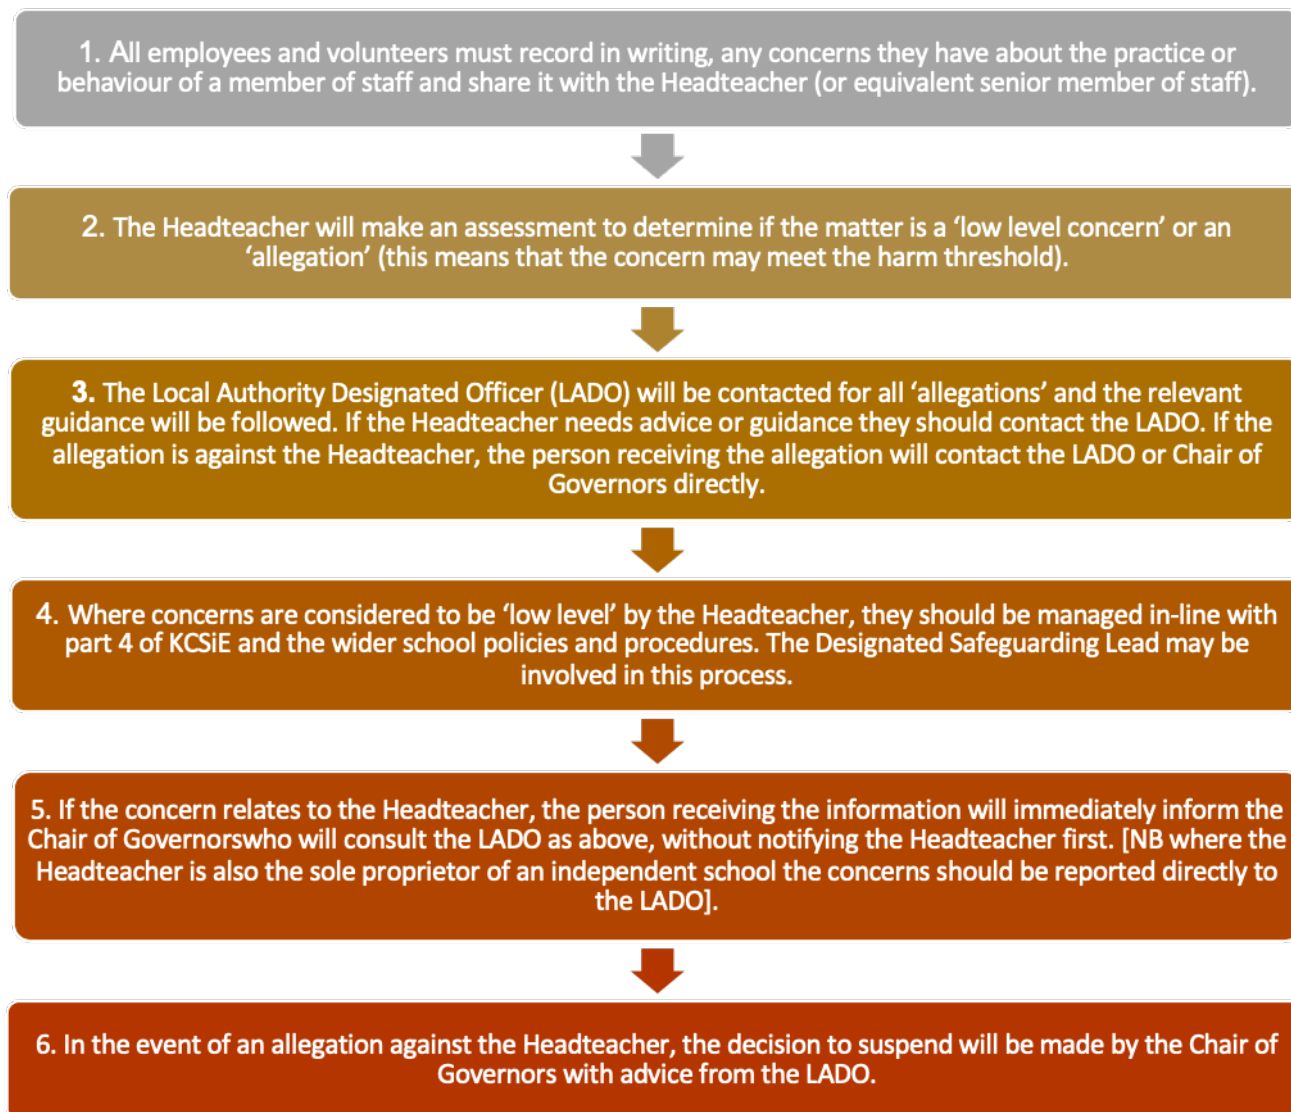 1. All employees and volunteers must record in writing, any concerns they have about the practice or
behaviour of a member of staff and share it with the Headteacher (or equivalent senior member of staff).
2. The Headteacher will make an assessment to determine if the matter is a ‘low level concern’ or an
‘allegation’ (this means that the concern may meet the harm threshold).
3. The Local Authority Designated Officer (LADO) will be contacted for all ‘allegations’ and the relevant
guidance will be followed. If the Headteacher needs advice or guidance they should contact the LADO. If the
allegation is against the Headteacher, the person receiving the allegation will contact the LADO or Chair of
Governors directly.
4. Where concerns are considered to be ‘low level’ by the Headteacher, they should be managed in-line with
part 4 of KCSiE and the wider school policies and procedures. The Designated Safeguarding Lead may be
involved in this process.
5. If the concern relates to the Headteacher, the person receiving the information will immediately inform the
Chair of Governorswho will consult the LADO as above, without notifying the Headteacher first. [NB where the
Headteacher is also the sole proprietor of an independent school the concerns should be reported directly to
the LADO].
6. In the event of an allegation against the Headteacher, the decision to suspend will be made by the Chair of
Governors with advice from the LADO.